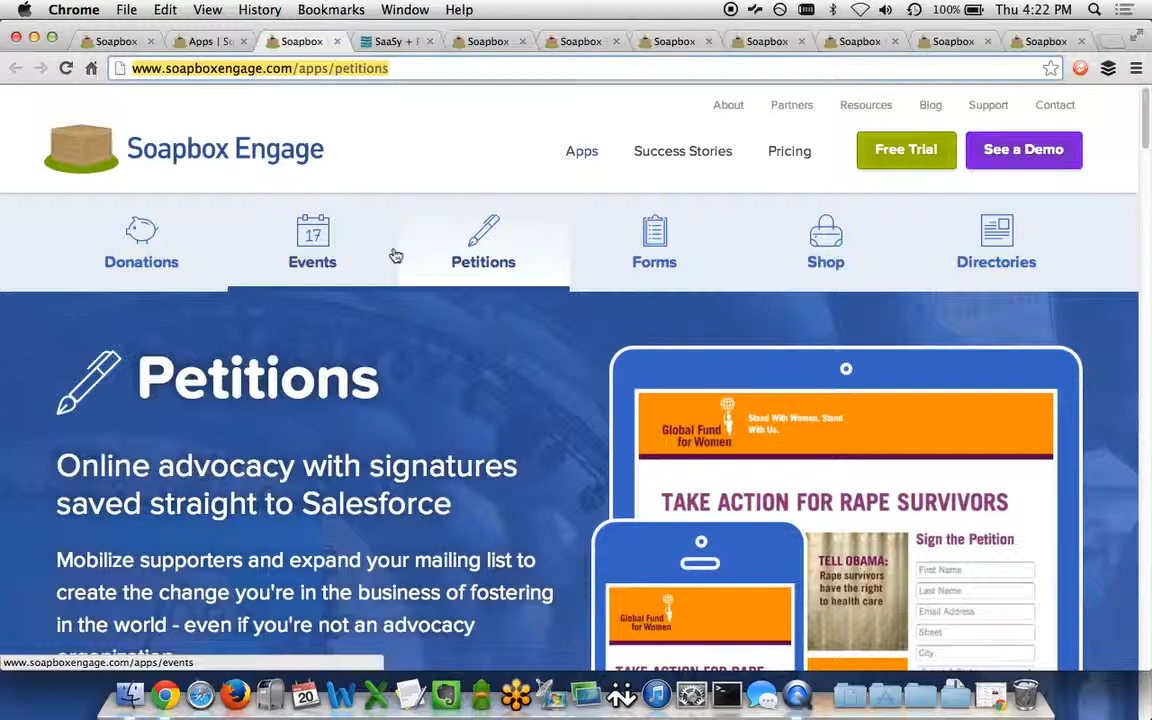 Chrome File Edit View History Bookmarks Window Help 100% Thu 4:22 PM
Soapbox Apps | So Soapbox SaaSy + F Soapbox Soapbox Soapbox Soapbox Soapbox Soapbox Soapbox
www.soapboxengage.com/apps/petitions
About Partners Resources Blog Support Contact
Soapbox Engage Apps Success Stories Pricing Free Trial See a Demo
17
Donations Events Petitions Forms Shop Directories
Petitions
Online advocacy with signatures
saved straight to Salesforce
Mobilize supporters and expand your mailing list to
create the change you're in the business of fostering
in the world - even if you're not an advocacy
organization.
Global Fund
for Women
Stand With Women. Stand
With Us.
TAKE ACTION FOR RAPE SURVIVORS
TELL OBAMA:
Rape survivors
have the right
to health care
Sign the Petition
First Name
Last Name
Email Address
Street
City
Global Fund
for Women
TAKE ACTION FOR RAPE
www.soapboxengage.com/apps/events
20